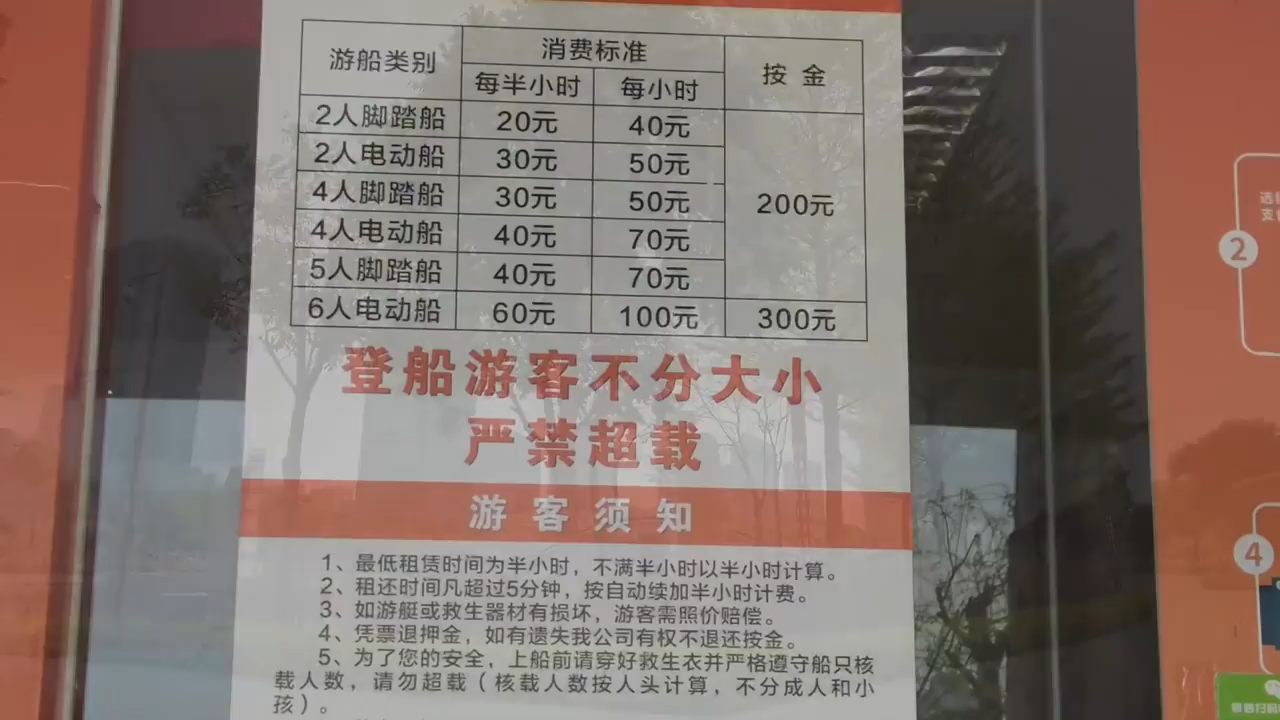 游船类别 消费标准 按金
每半小时 每小时
2人脚踏船 20元 40元
2人电动船 30元 50元
4人脚踏船 30元 50元 200元
4人电动船 40元 70元
5人脚踏船 40元 70元
6人电动船 60元 100元 300元
登船游客不分大小
严禁超载
游客须知
1、最低租赁时间为半小时，不满半小时以半小时计算。
2、租还时间凡超过5分钟，按自动续加半小时计费。
3、如游艇或救生器材有损坏，游客需照价赔偿。
4、凭票退押金，如有遗失我公司有权不退还按金。
5、为了您的安全，上船前请穿好救生衣并严格遵守船只核
载人数，请勿超载（核载人数按人头计算，不分成人和小
孩）。
2
4